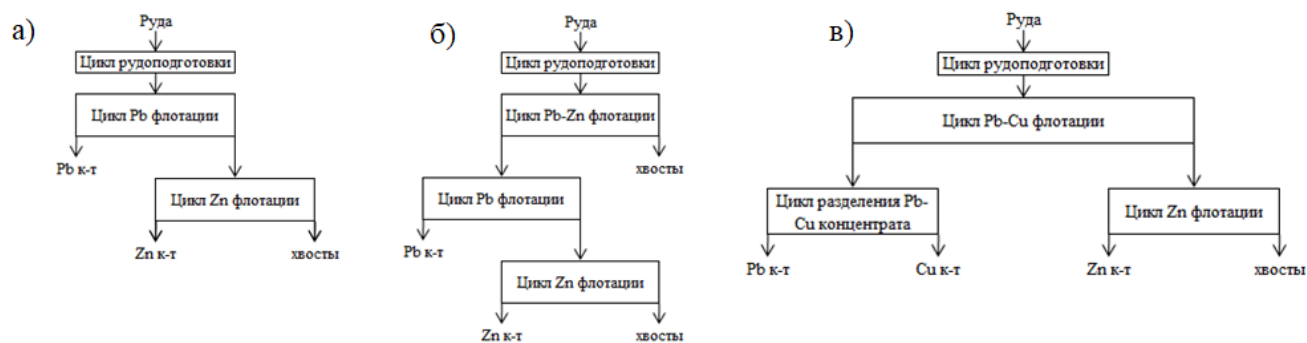 а)
Руда
Цикл рудоподготовки
Цикл Pb флотации
Pb к-т
Цикл Zn флотации
Zn к-т
хвосты
б)
Руда
Цикл рудоподготовки
Цикл Pb-Zn флотации
хвосты
Цикл Pb флотации
Pb к-т
Цикл Zn флотации
Zn к-т
хвосты
в)
Руда
Цикл рудоподготовки
Цикл Pb-Cu флотации
Цикл разделения Pb-
Cu концентрата
Цикл Zn флотации
Pb к-т
Cu к-т
Zn к-т
хвосты